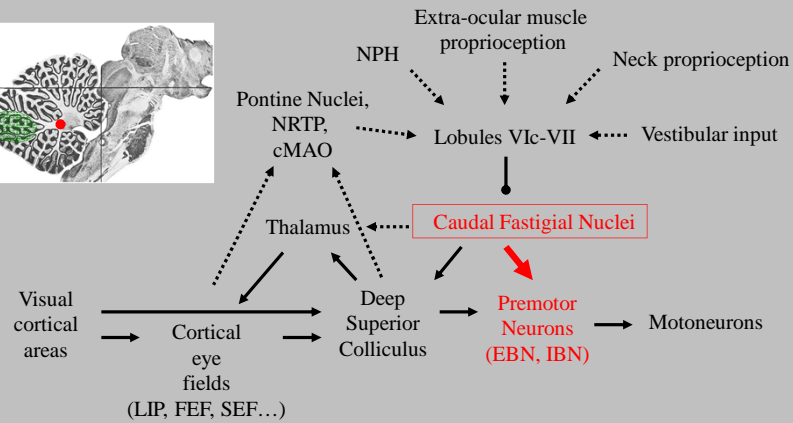 Extra-ocular muscle
proprioception
NPH
Neck proprioception
Pontine Nuclei,
NRTP,
cMAO
Lobules VIc-VII
Vestibular input
Caudal Fastigial Nuclei
Thalamus
Visual
cortical
areas
Cortical
eye
fields
(LIP, FEF, SEF…)
Deep
Superior
Colliculus
Premotor
Neurons
(EBN, IBN)
Motoneurons